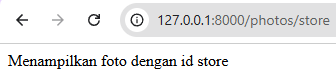 127.0.0.1:8000/photos/store
Menampilkan foto dengan id store